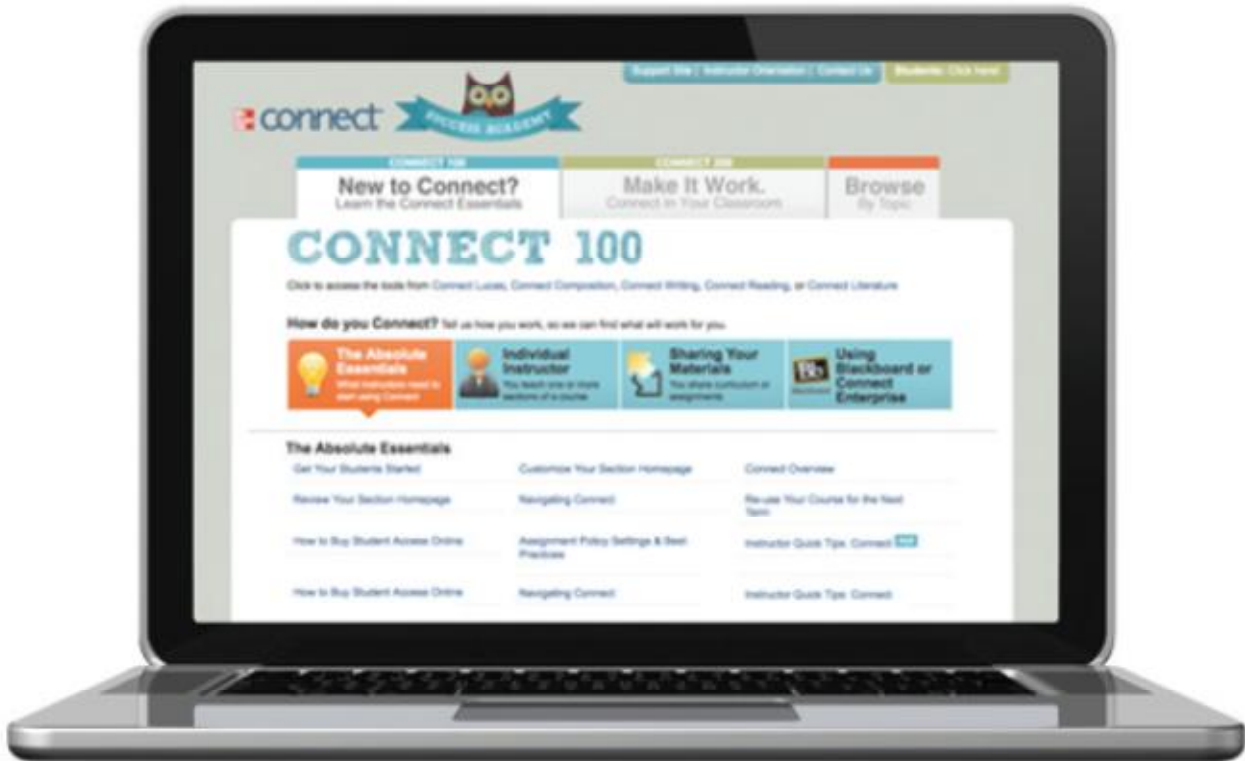 Support Site | Instructor Orientation | Contact Us
Students: Click here!
connect
SUCCESS ACADEMY
CONNECT 100
CONNECT 200
New to Connect?
Learn the Connect Essentials
Make It Work.
Connect in Your Classroom
Browse
By Topic
CONNECT 100
Click to access the tools from Connect Lucas, Connect Composition, Connect Writing, Connect Reading, or Connect Literature
How do you Connect? Tell us how you work, so we can find what will work for you.
The Absolute
Essentials
What instructors need to
start using Connect
Individual
Instructor
You teach one or more
sections of a course
Sharing Your
Materials
You share curriculum or
assignments
Bb
Blackboard
Using
Blackboard or
Connect
Enterprise
The Absolute Essentials
Get Your Students Started
Customize Your Section Homepage
Connect Overview
Review Your Section Homepage
Navigating Connect
Re-use Your Course for the Next
Term
How to Buy Student Access Online
Assignment Policy Settings & Best
Practices
Instructor Quick Tips: Connect
How to Buy Student Access Online
Navigating Connect
Instructor Quick Tips: Connect